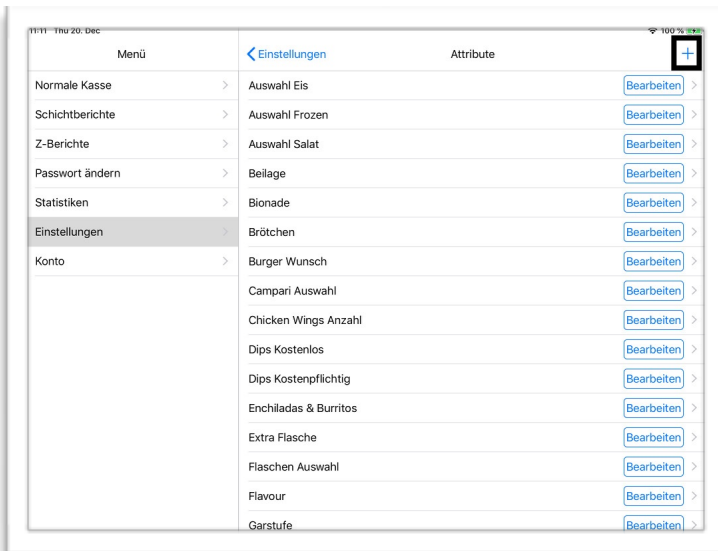 11:11 Thu 20. Dec
100 %
Menü
Einstellungen
Attribute
+
Normale Kasse
Schichtberichte
Z-Berichte
Passwort ändern
Statistiken
Einstellungen
Konto
Auswahl Eis Bearbeiten
Auswahl Frozen Bearbeiten
Auswahl Salat Bearbeiten
Beilage Bearbeiten
Bionade Bearbeiten
Brötchen Bearbeiten
Burger Wunsch Bearbeiten
Campari Auswahl Bearbeiten
Chicken Wings Anzahl Bearbeiten
Dips Kostenlos Bearbeiten
Dips Kostenpflichtig Bearbeiten
Enchiladas & Burritos Bearbeiten
Extra Flasche Bearbeiten
Flaschen Auswahl Bearbeiten
Flavour Bearbeiten
Garstufe Bearbeiten